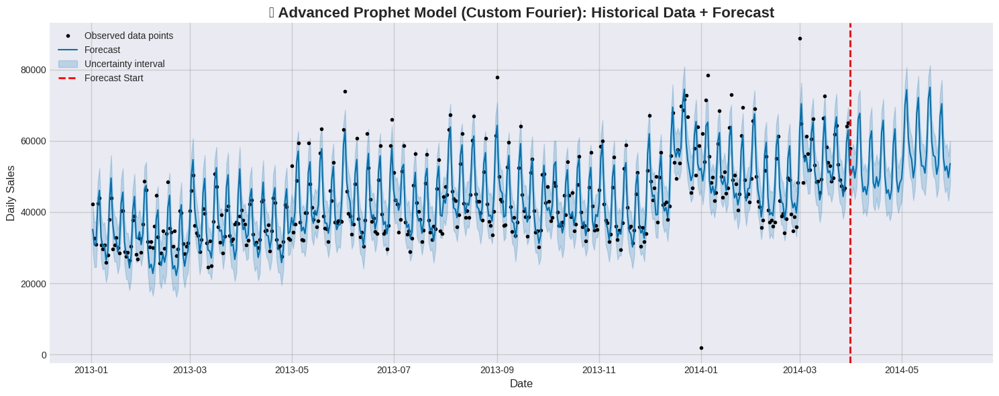 Advanced Prophet Model (Custom Fourier): Historical Data + Forecast
Observed data points
Forecast
Uncertainty interval
Forecast Start
Daily Sales
80000
60000
40000
20000
0
2013-01 2013-03 2013-05 2013-07 2013-09 2013-11 2014-01 2014-03 2014-05
Date